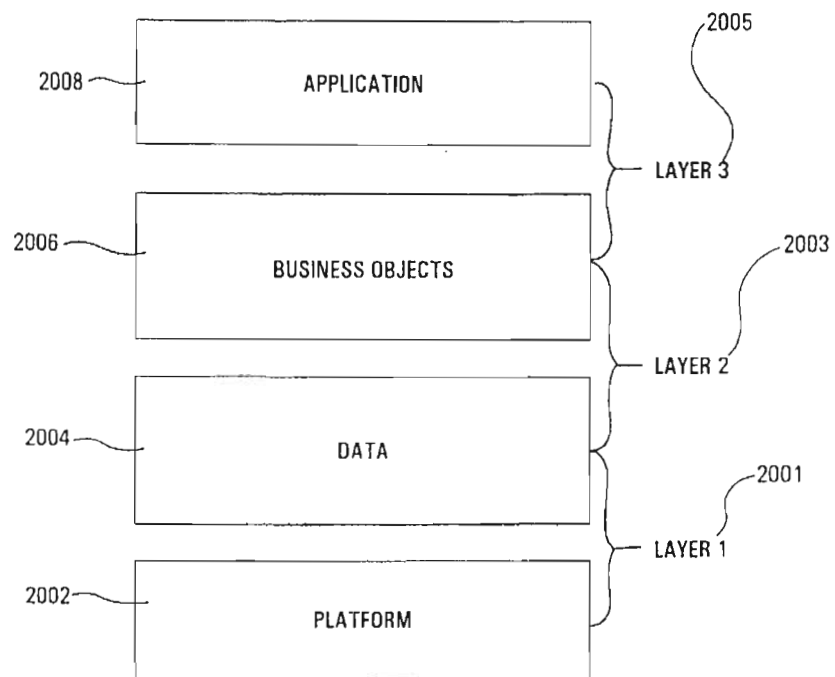 2005
2008
APPLICATION
LAYER 3
2006
BUSINESS OBJECTS
2003
LAYER 2
2004
DATA
2001
LAYER 1
2002
PLATFORM